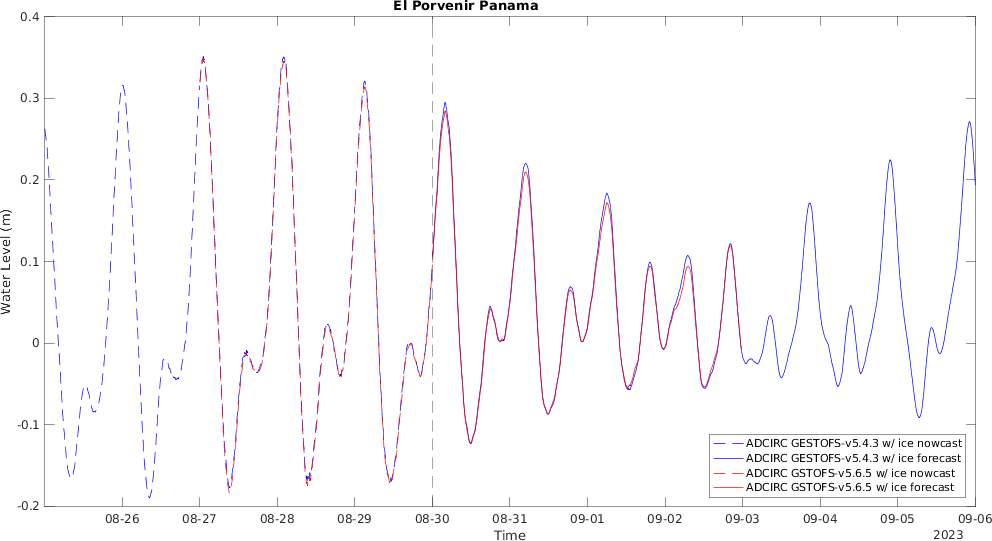 El Porvenir Panama
0.4
0.3
0.2
0.1
0
-0.1
-0.2
Water Level (m)
ADCIRC GESTOFS-v5.4.3 w/ ice nowcast
ADCIRC GESTOFS-v5.4.3 w/ ice forecast
ADCIRC GSTOFS-v5.6.5 w/ ice nowcast
ADCIRC GSTOFS-v5.6.5 w/ ice forecast
08-26 08-27 08-28 08-29 08-30 08-31 09-01 09-02 09-03 09-04 09-05 09-06
Time
2023